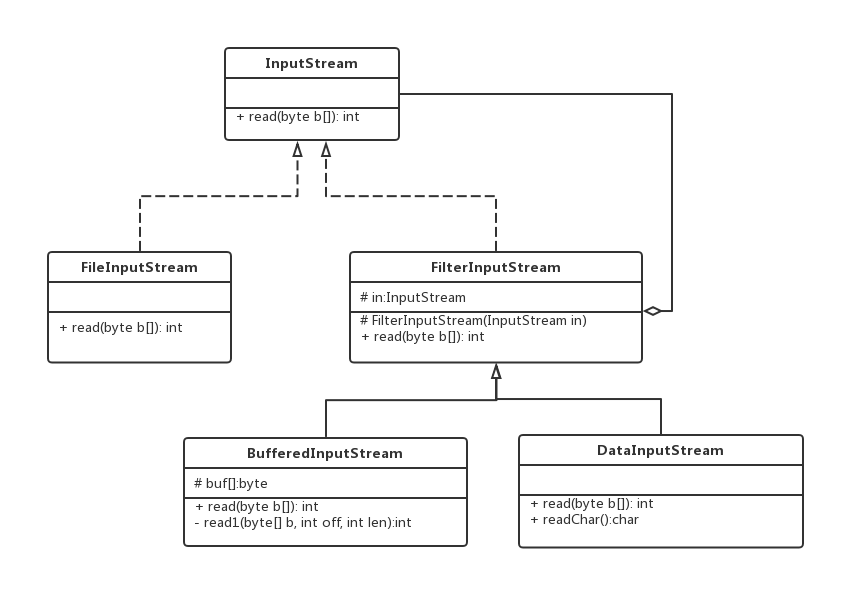 InputStream
+ read(byte b[]): int
FileInputStream
+ read(byte b[]): int
FilterInputStream
# in:InputStream
# FilterInputStream(InputStream in)
+ read(byte b[]): int
BufferedInputStream
# buf[]:byte
+ read(byte b[]): int
- read1(byte[] b, int off, int len):int
DataInputStream
+ read(byte b[]): int
+ readChar():char